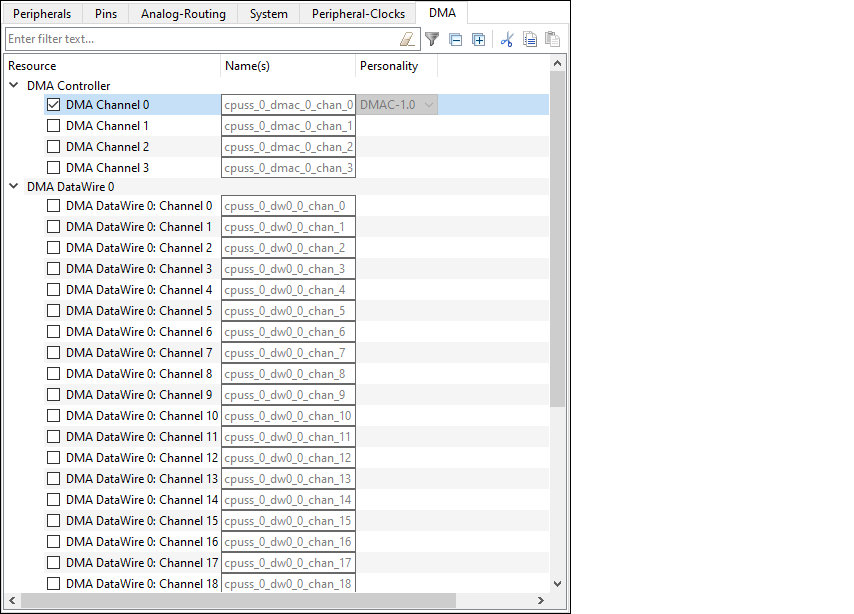 Peripherals Pins Analog-Routing System Peripheral-Clocks DMA
Enter filter text...
Resource Name(s) Personality
DMA Controller
DMA Channel 0 cpuss_0_dmac_0_chan_0 DMAC-1.0
DMA Channel 1 cpuss_0_dmac_0_chan_1
DMA Channel 2 cpuss_0_dmac_0_chan_2
DMA Channel 3 cpuss_0_dmac_0_chan_3
DMA DataWire 0
DMA DataWire 0: Channel 0 cpuss_0_dw0_0_chan_0
DMA DataWire 0: Channel 1 cpuss_0_dw0_0_chan_1
DMA DataWire 0: Channel 2 cpuss_0_dw0_0_chan_2
DMA DataWire 0: Channel 3 cpuss_0_dw0_0_chan_3
DMA DataWire 0: Channel 4 cpuss_0_dw0_0_chan_4
DMA DataWire 0: Channel 5 cpuss_0_dw0_0_chan_5
DMA DataWire 0: Channel 6 cpuss_0_dw0_0_chan_6
DMA DataWire 0: Channel 7 cpuss_0_dw0_0_chan_7
DMA DataWire 0: Channel 8 cpuss_0_dw0_0_chan_8
DMA DataWire 0: Channel 9 cpuss_0_dw0_0_chan_9
DMA DataWire 0: Channel 10 cpuss_0_dw0_0_chan_10
DMA DataWire 0: Channel 11 cpuss_0_dw0_0_chan_11
DMA DataWire 0: Channel 12 cpuss_0_dw0_0_chan_12
DMA DataWire 0: Channel 13 cpuss_0_dw0_0_chan_13
DMA DataWire 0: Channel 14 cpuss_0_dw0_0_chan_14
DMA DataWire 0: Channel 15 cpuss_0_dw0_0_chan_15
DMA DataWire 0: Channel 16 cpuss_0_dw0_0_chan_16
DMA DataWire 0: Channel 17 cpuss_0_dw0_0_chan_17
DMA DataWire 0: Channel 18 cpuss_0_dw0_0_chan_18